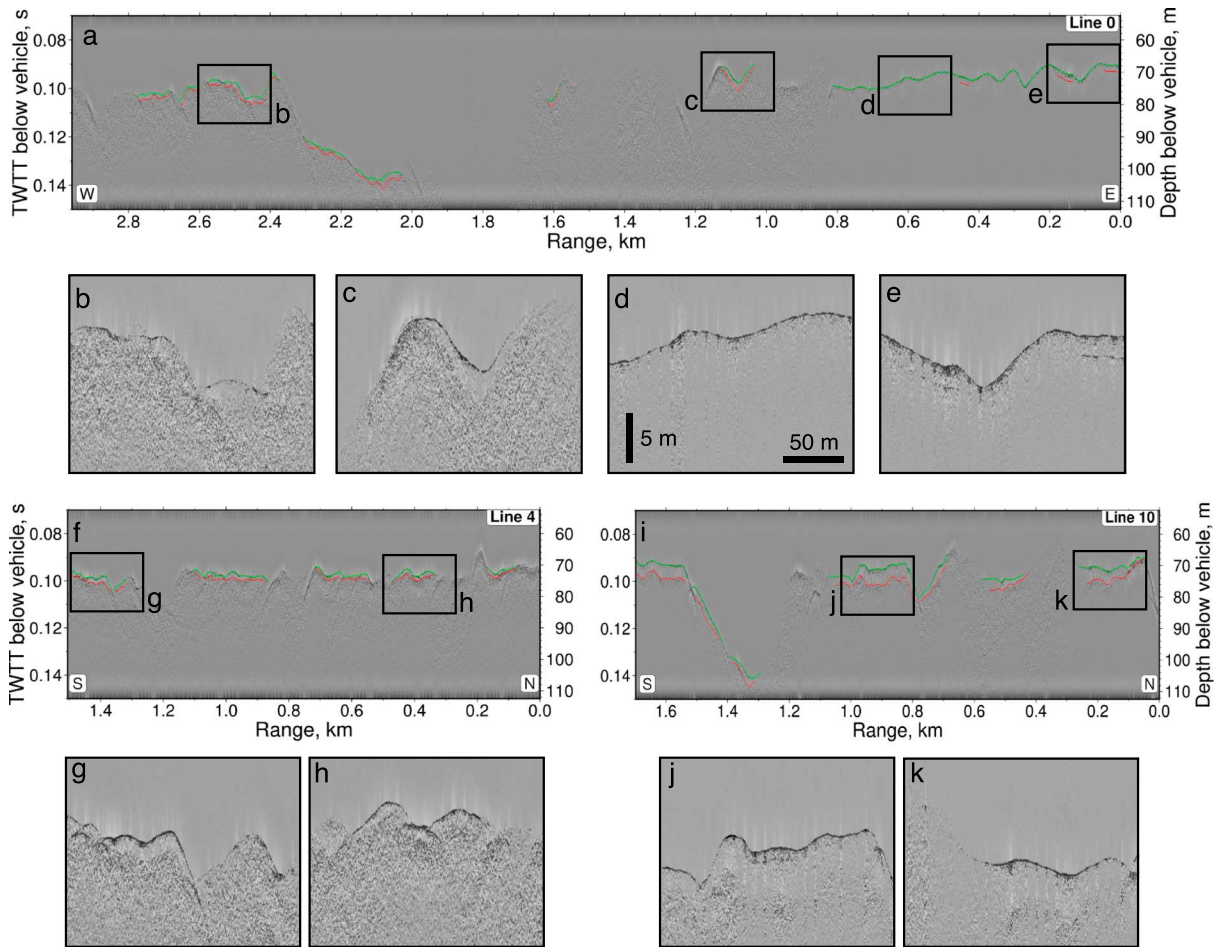 a
Line 0
TWTT below vehicle, s
0.08
0.10
0.12
0.14
60
70
80
90
100
110
Depth below vehicle, m
b
c
d
e
W
E
2.8 2.6 2.4 2.2 2.0 1.8 1.6 1.4 1.2 1.0 0.8 0.6 0.4 0.2 0.0
Range, km
b
c
d
5 m
50 m
e
f
Line 4
TWTT below vehicle, s
0.08
0.10
0.12
0.14
60
70
80
90
100
110
g
h
S
N
1.4 1.2 1.0 0.8 0.6 0.4 0.2 0.0
Range, km
i
Line 10
0.08
0.10
0.12
0.14
60
70
80
90
100
110
Depth below vehicle, m
j
k
S
N
1.6 1.4 1.2 1.0 0.8 0.6 0.4 0.2 0.0
Range, km
g
h
j
k